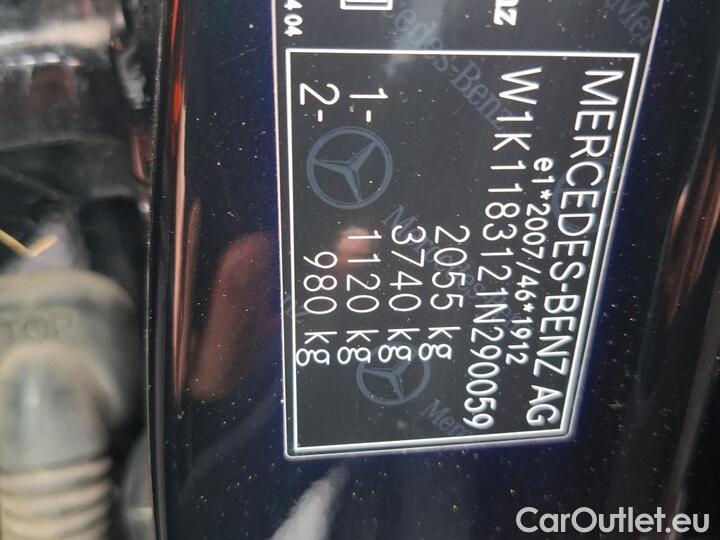 MERCEDES-BENZ AG
e1*2007/46*1912
W1K1183121N290059
2055 kg
3740 kg
1- 1120 kg
2- 980 kg
TOP
CarOutlet.eu